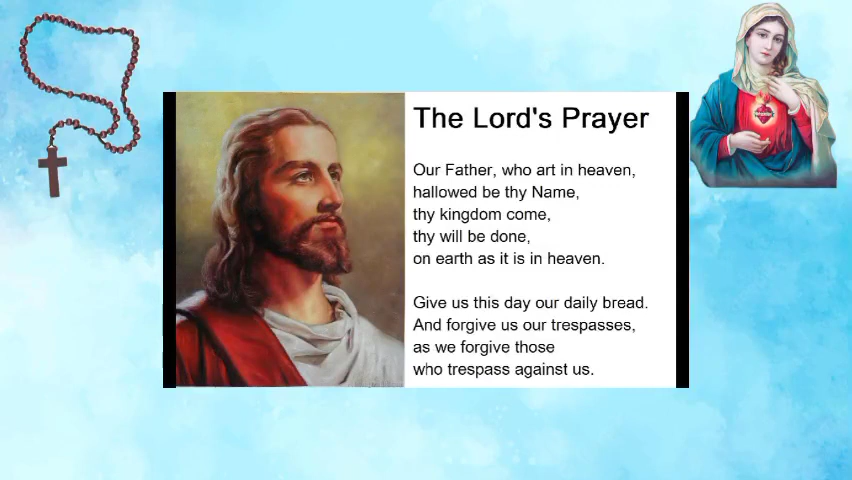 The Lord's Prayer
Our Father, who art in heaven,
hallowed be thy Name,
thy kingdom come,
thy will be done,
on earth as it is in heaven.
Give us this day our daily bread.
And forgive us our trespasses,
as we forgive those
who trespass against us.